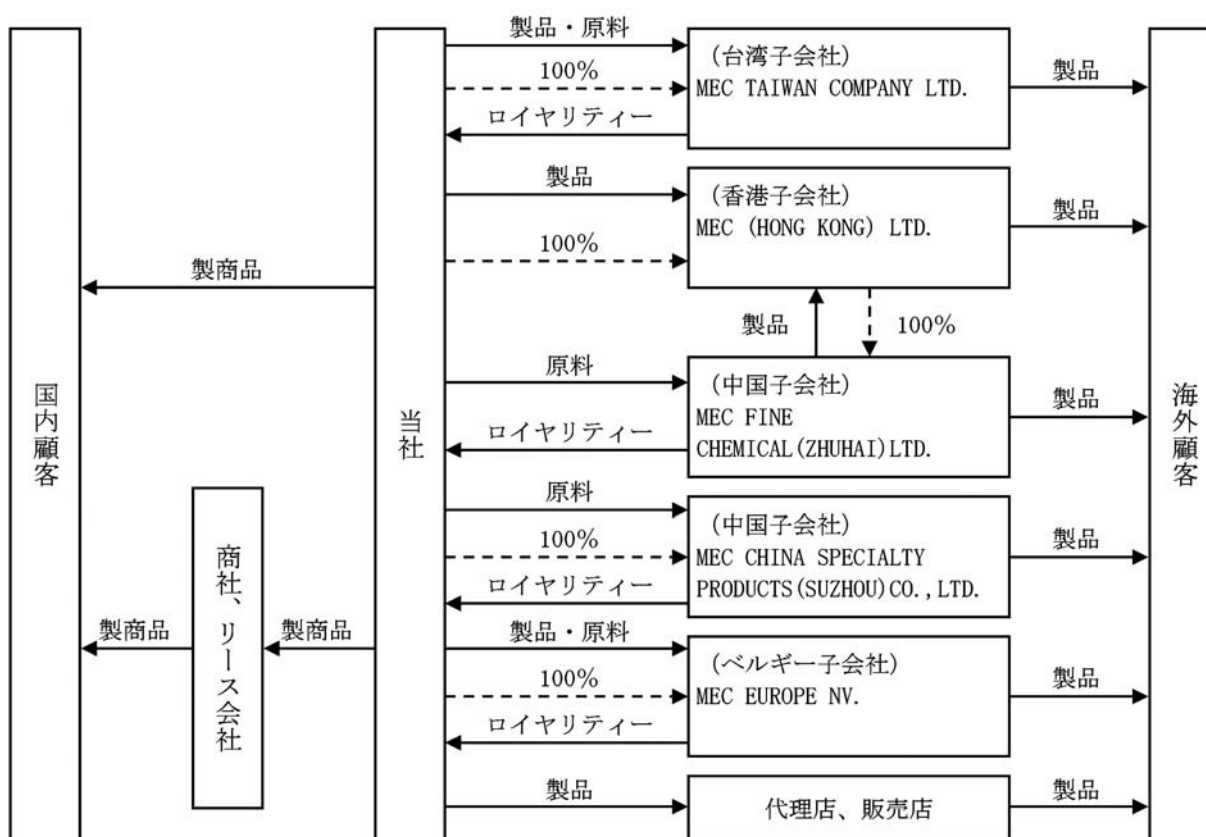 国内顧客
製商品
商社、リース会社
製商品
製商品
当社
製品・原料
100%
ロイヤリティー
(台湾子会社)
MEC TAIWAN COMPANY LTD.
製品
製品
100%
(香港子会社)
MEC (HONG KONG) LTD.
製品
製品
100%
原料
ロイヤリティー
(中国子会社)
MEC FINE
CHEMICAL(ZHUHAI)LTD.
製品
原料
100%
ロイヤリティー
(中国子会社)
MEC CHINA SPECIALTY
PRODUCTS(SUZHOU)CO.,LTD.
製品
製品・原料
100%
ロイヤリティー
(ベルギー子会社)
MEC EUROPE NV.
製品
製品
代理店、販売店
製品
海外顧客